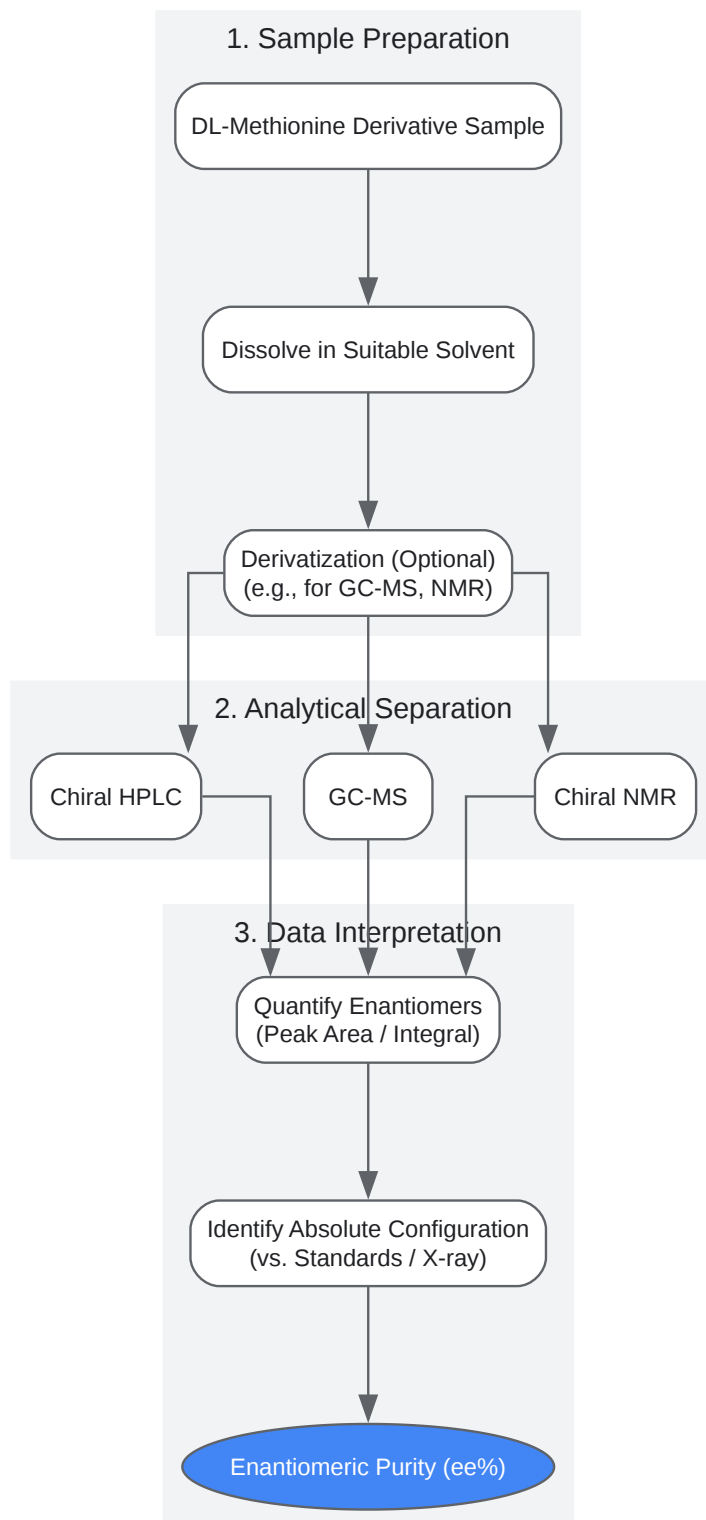 1. Sample Preparation
DL-Methionine Derivative Sample
Dissolve in Suitable Solvent
Derivatization (Optional)
(e.g., for GC-MS, NMR)
2. Analytical Separation
Chiral HPLC
GC-MS
Chiral NMR
3. Data Interpretation
Quantify Enantiomers
(Peak Area / Integral)
Identify Absolute Configuration
(vs. Standards / X-ray)
Enantiomeric Purity (ee%)